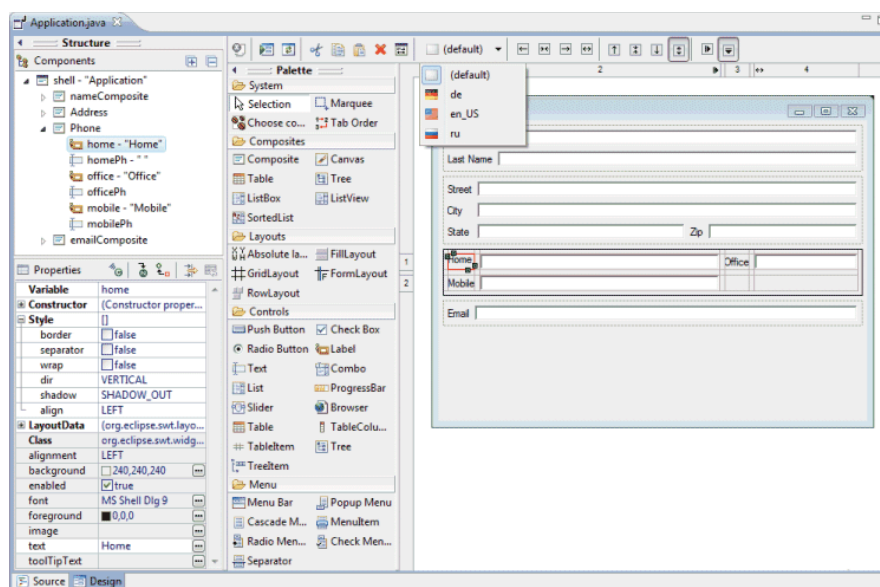 Application.java
Structure
Components
shell - "Application"
nameComposite
Address
Phone
home - "Home"
homePh - " "
office - "Office"
officePh
mobile - "Mobile"
mobilePh
emailComposite
Properties
Variable home
Constructor (Constructor proper...
Style []
border false
separator false
wrap false
dir VERTICAL
shadow SHADOW_OUT
align LEFT
LayoutData (org.eclipse.swt.layo...
Class org.eclipse.swt.widg...
alignment LEFT
background 240,240,240
enabled true
font MS Shell Dlg 9
foreground 0,0,0
image
text Home
toolTipText
Source Design
Palette
System
Selection Marquee
Choose co... Tab Order
Composites
Composite Canvas
Table Tree
ListBox ListView
SortedList
Layouts
Absolute la... FillLayout
GridLayout FormLayout
RowLayout
Controls
Push Button Check Box
Radio Button Label
Text Combo
List ProgressBar
Slider Browser
Table TableColu...
TableItem Tree
TreeItem
Menu
Menu Bar Popup Menu
Cascade M... MenuItem
Radio Men... Check Men...
Separator
(default)
(default)
de
en_US
ru
2 3 4
1
2
Last Name
Street
City
State Zip
Home Office
Mobile
Email